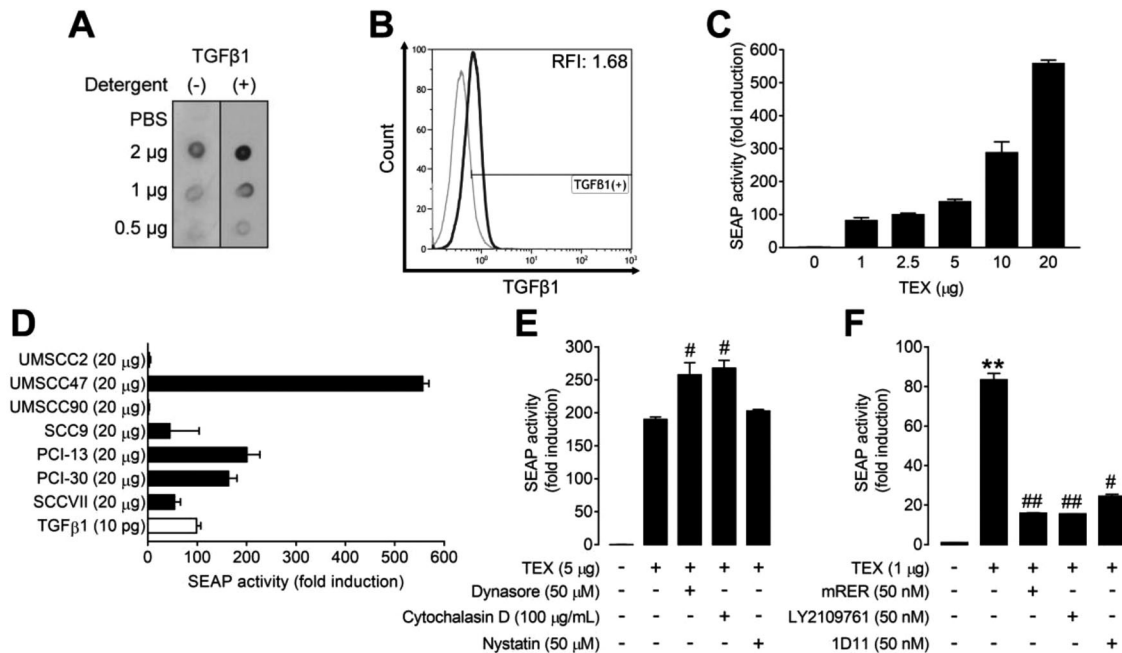 A
TGFβ1
Detergent (-) (+)
PBS
2 µg
1 µg
0.5 µg
B
RFI: 1.68
100
80
60
40
20
0
Count
TGFß1(+)
10⁰ 10¹ 10² 10³
TGFβ1
C
SEAP activity (fold induction)
600
500
400
300
200
100
0
0 1 2.5 5 10 20
TEX (µg)
D
UMSCC2 (20 µg)
UMSCC47 (20 µg)
UMSCC90 (20 µg)
SCC9 (20 µg)
PCI-13 (20 µg)
PCI-30 (20 µg)
SCCVII (20 µg)
TGFβ1 (10 pg)
0 100 200 300 400 500 600
SEAP activity (fold induction)
E
SEAP activity
(fold induction)
300
250
200
150
100
50
0
# #
TEX (5 µg) - + + + +
Dynasore (50 µM) - - + - -
Cytochalasin D (100 µg/mL) - - - + -
Nystatin (50 µM) - - - - +
F
SEAP activity
(fold induction)
100
80
60
40
20
0
** ## ## #
TEX (1 µg) - + + + +
mRER (50 nM) - - + - -
LY2109761 (50 nM) - - - + -
1D11 (50 nM) - - - - +